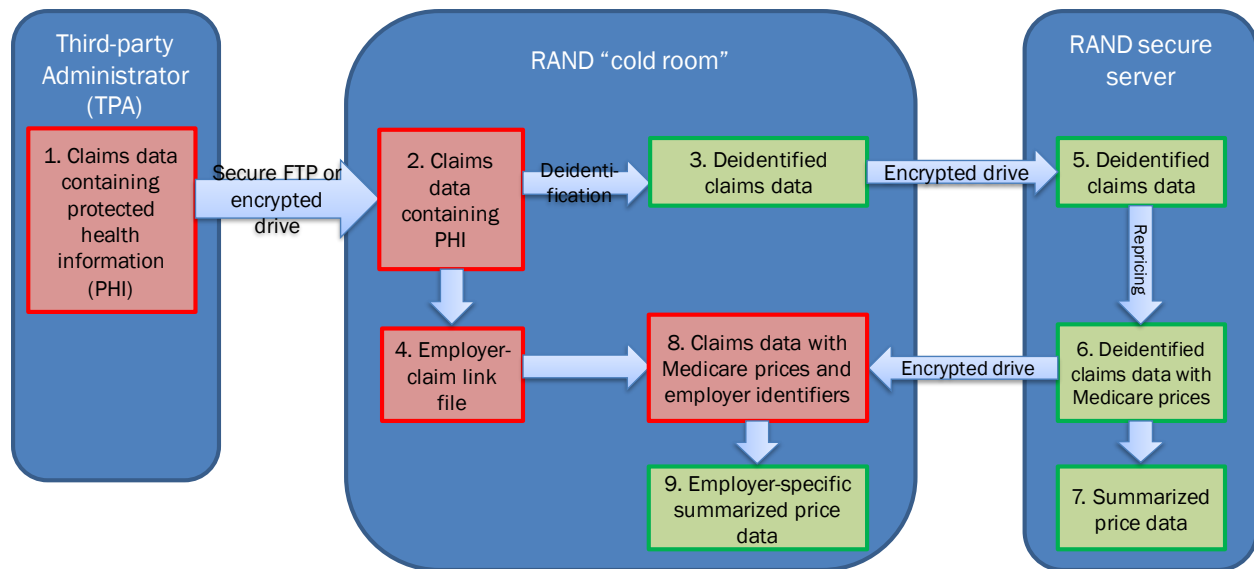 Third-party
Administrator
(TPA)
1. Claims data
containing
protected
health
information
(PHI)
Secure FTP or
encrypted
drive
RAND “cold room”
2. Claims
data
containing
PHI
Deidenti-
fication
3. Deidentified
claims data
Encrypted drive
4. Employer-
claim link
file
8. Claims data with
Medicare prices and
employer identifiers
Encrypted drive
9. Employer-specific
summarized price
data
RAND secure
server
5. Deidentified
claims data
Repricing
6. Deidentified
claims data with
Medicare prices
7. Summarized
price data